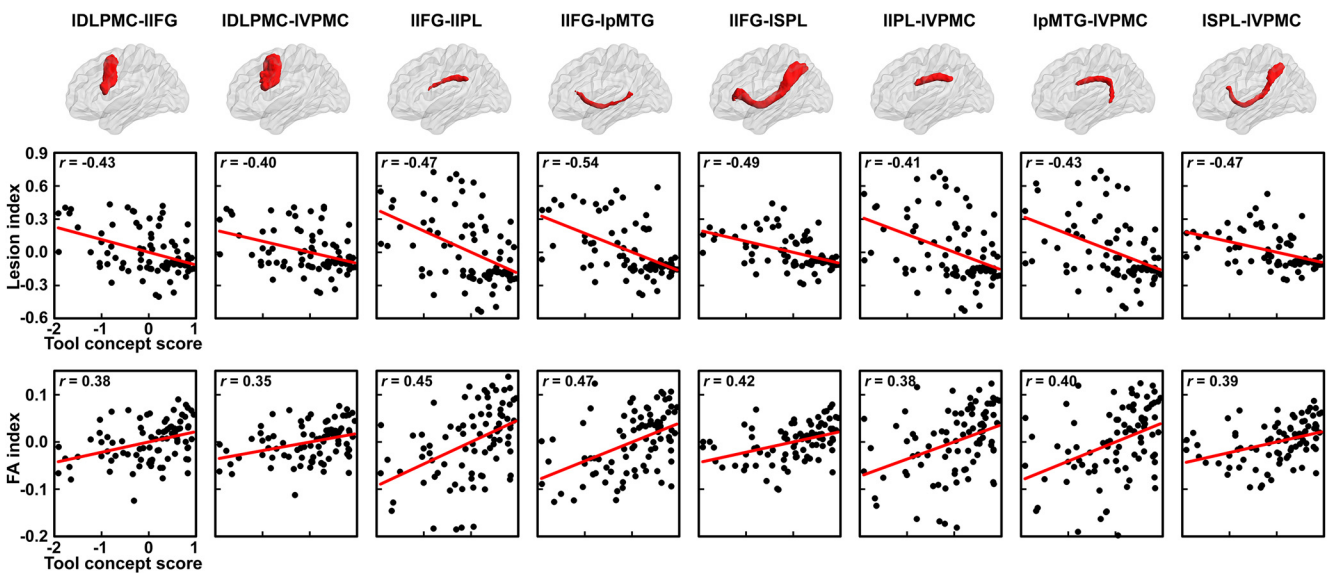 lDLPMC-lIFG lDLPMC-lVPMC lIFG-lIPL lIFG-lpMTG lIFG-lSPL lIPL-lVPMC lpMTG-lVPMC lSPL-lVPMC
Lesion index
0.9
0.6
0.3
0.0
-0.3
-0.6
r = -0.43 r = -0.40 r = -0.47 r = -0.54 r = -0.49 r = -0.41 r = -0.43 r = -0.47
-2 -1 0 1
Tool concept score
FA index
0.1
0.0
-0.1
-0.2
r = 0.38 r = 0.35 r = 0.45 r = 0.47 r = 0.42 r = 0.38 r = 0.40 r = 0.39
-2 -1 0 1
Tool concept score